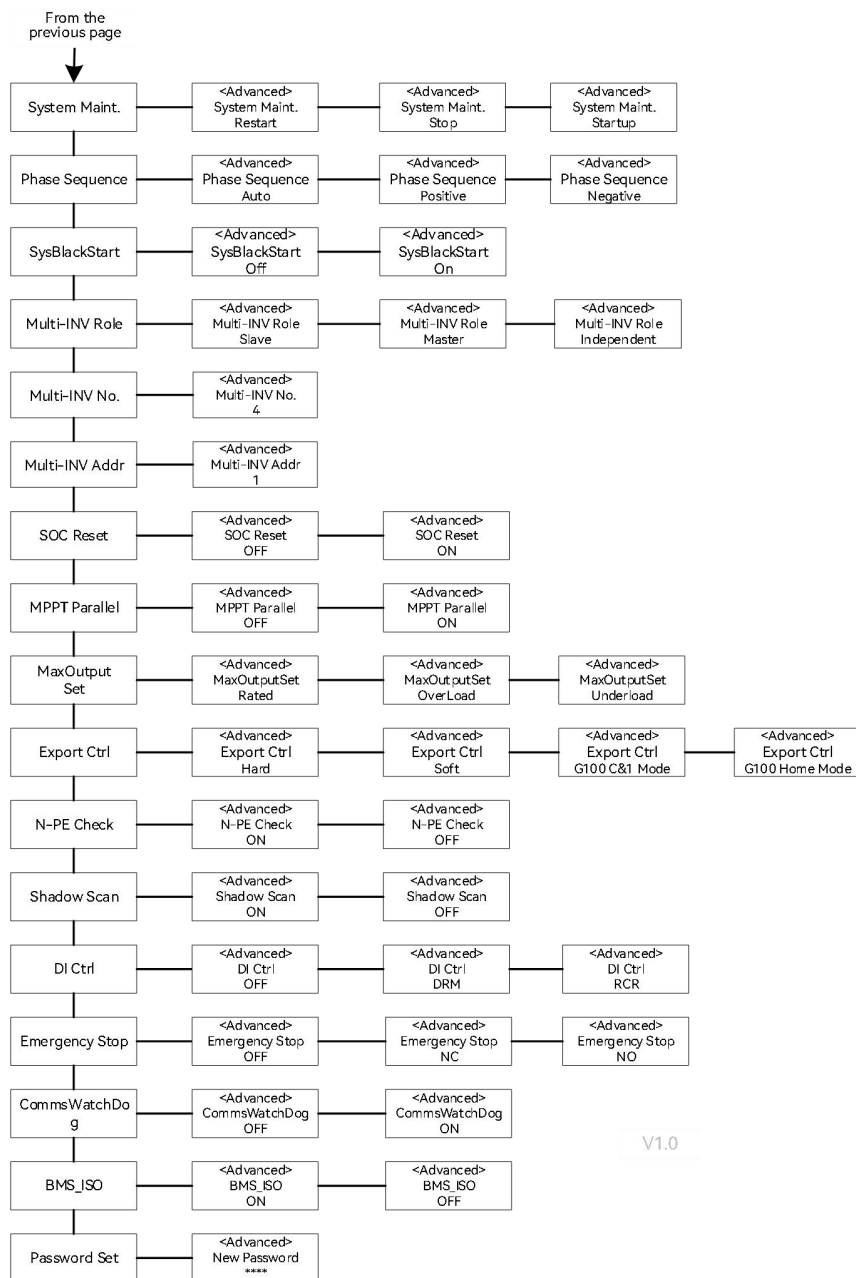 From the
previous page
System Maint.
<Advanced>
System Maint.
Restart
<Advanced>
System Maint.
Stop
<Advanced>
System Maint.
Startup
Phase Sequence
<Advanced>
Phase Sequence
Auto
<Advanced>
Phase Sequence
Positive
<Advanced>
Phase Sequence
Negative
SysBlackStart
<Advanced>
SysBlackStart
Off
<Advanced>
SysBlackStart
On
Multi-INV Role
<Advanced>
Multi-INV Role
Slave
<Advanced>
Multi-INV Role
Master
<Advanced>
Multi-INV Role
Independent
Multi-INV No.
<Advanced>
Multi-INV No.
4
Multi-INV Addr
<Advanced>
Multi-INV Addr
1
SOC Reset
<Advanced>
SOC Reset
OFF
<Advanced>
SOC Reset
ON
MPPT Parallel
<Advanced>
MPPT Parallel
OFF
<Advanced>
MPPT Parallel
ON
MaxOutput
Set
<Advanced>
MaxOutputSet
Rated
<Advanced>
MaxOutputSet
OverLoad
<Advanced>
MaxOutputSet
Underload
Export Ctrl
<Advanced>
Export Ctrl
Hard
<Advanced>
Export Ctrl
Soft
<Advanced>
Export Ctrl
G100 C&1 Mode
<Advanced>
Export Ctrl
G100 Home Mode
N-PE Check
<Advanced>
N-PE Check
ON
<Advanced>
N-PE Check
OFF
Shadow Scan
<Advanced>
Shadow Scan
ON
<Advanced>
Shadow Scan
OFF
DI Ctrl
<Advanced>
DI Ctrl
OFF
<Advanced>
DI Ctrl
DRM
<Advanced>
DI Ctrl
RCR
Emergency Stop
<Advanced>
Emergency Stop
OFF
<Advanced>
Emergency Stop
NC
<Advanced>
Emergency Stop
NO
CommsWatchDo
g
<Advanced>
CommsWatchDog
OFF
<Advanced>
CommsWatchDog
ON
V1.0
BMS_ISO
<Advanced>
BMS_ISO
ON
<Advanced>
BMS_ISO
OFF
Password Set
<Advanced>
New Password
****